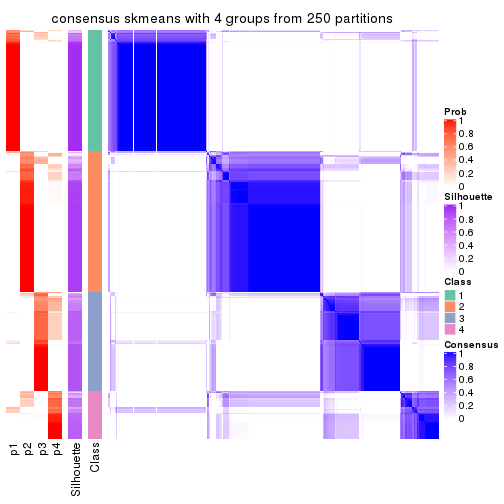 consensus skmeans with 4 groups from 250 partitions
Prob
1
0.8
0.6
0.4
0.2
0
Silhouette
1
0.8
0.6
0.4
0.2
0
Class
1
2
3
4
Consensus
1
0.8
0.6
0.4
0.2
0
p1
p2
p3
p4
Silhouette
Class